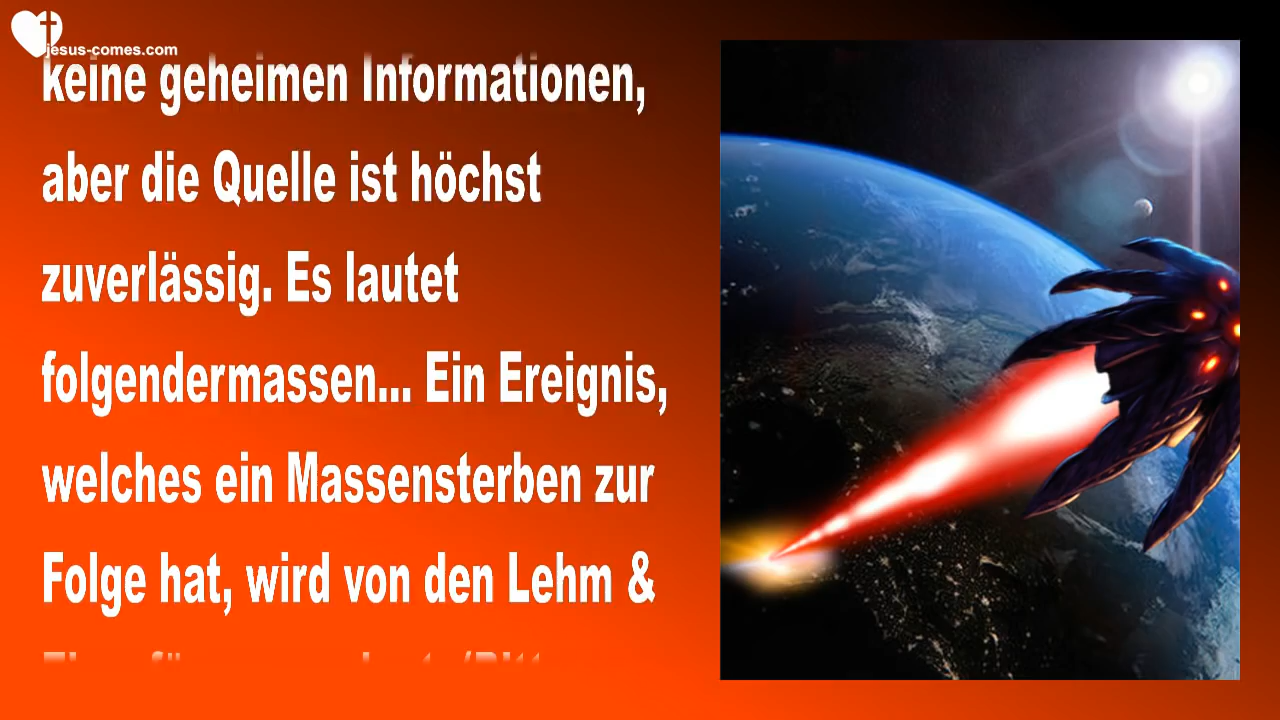 jesus-comes.com
keine geheimen Informationen,
aber die Quelle ist höchst
zuverlässig. Es lautet
folgendermassen... Ein Ereignis,
welches ein Massensterben zur
Folge hat, wird von den Lehm &